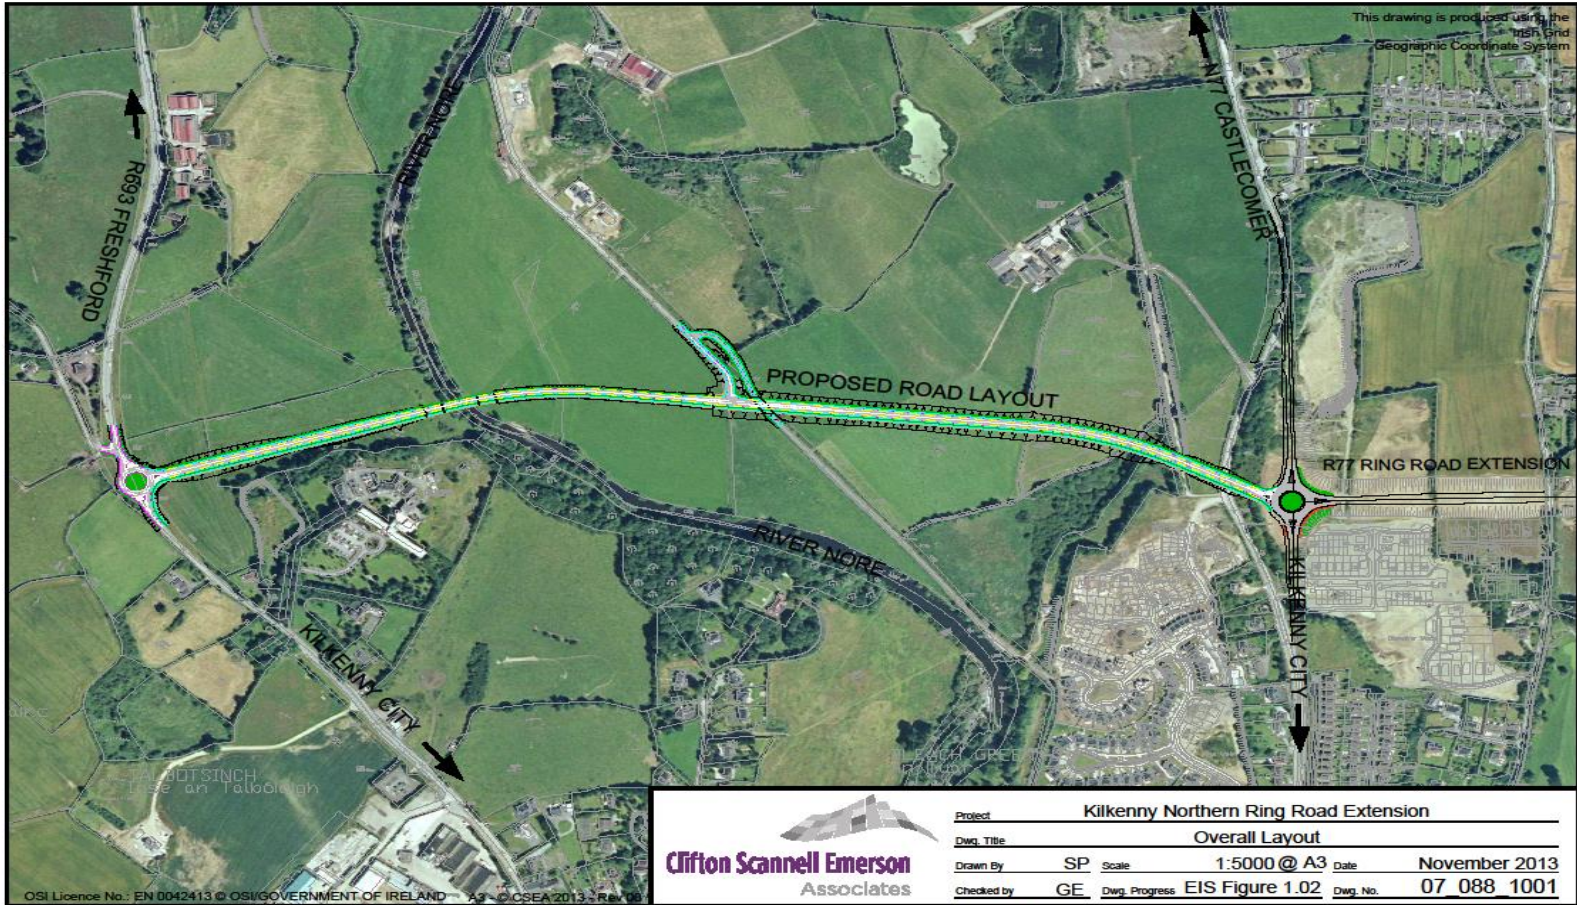 This drawing is produced using the
Irish Grid
Geographic Coordinate System
N77 CASTLECOMER
RIVER NORE
R693 FRESHFORD
PROPOSED ROAD LAYOUT
R77 RING ROAD EXTENSION
RIVER NORE
KILKENNY CITY
KILKENNY CITY
TALBOTSINCH
OSI Licence No.: EN 0042413 © OSI/GOVERNMENT OF IRELAND A3 - © CSEA 2013 - Rev
Clifton Scannell Emerson
Associates
Project Kilkenny Northern Ring Road Extension
Dwg. Title Overall Layout
Drawn By SP Scale 1:5000 @ A3 Date November 2013
Checked by GE Dwg. Progress EIS Figure 1.02 Dwg. No. 07_088_1001